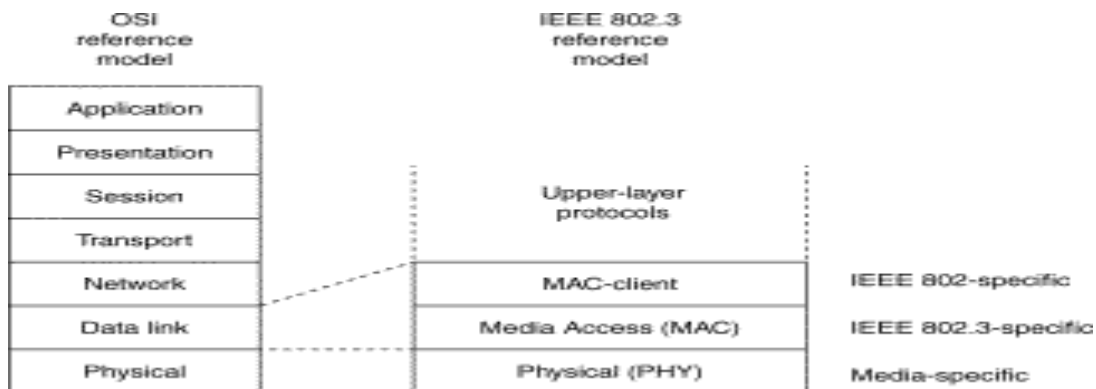 OSI
reference
model
IEEE 802.3
reference
model
Application
Presentation
Session
Transport
Network
Data link
Physical
Upper-layer
protocols
MAC-client
Media Access (MAC)
Physical (PHY)
IEEE 802-specific
IEEE 802.3-specific
Media-specific